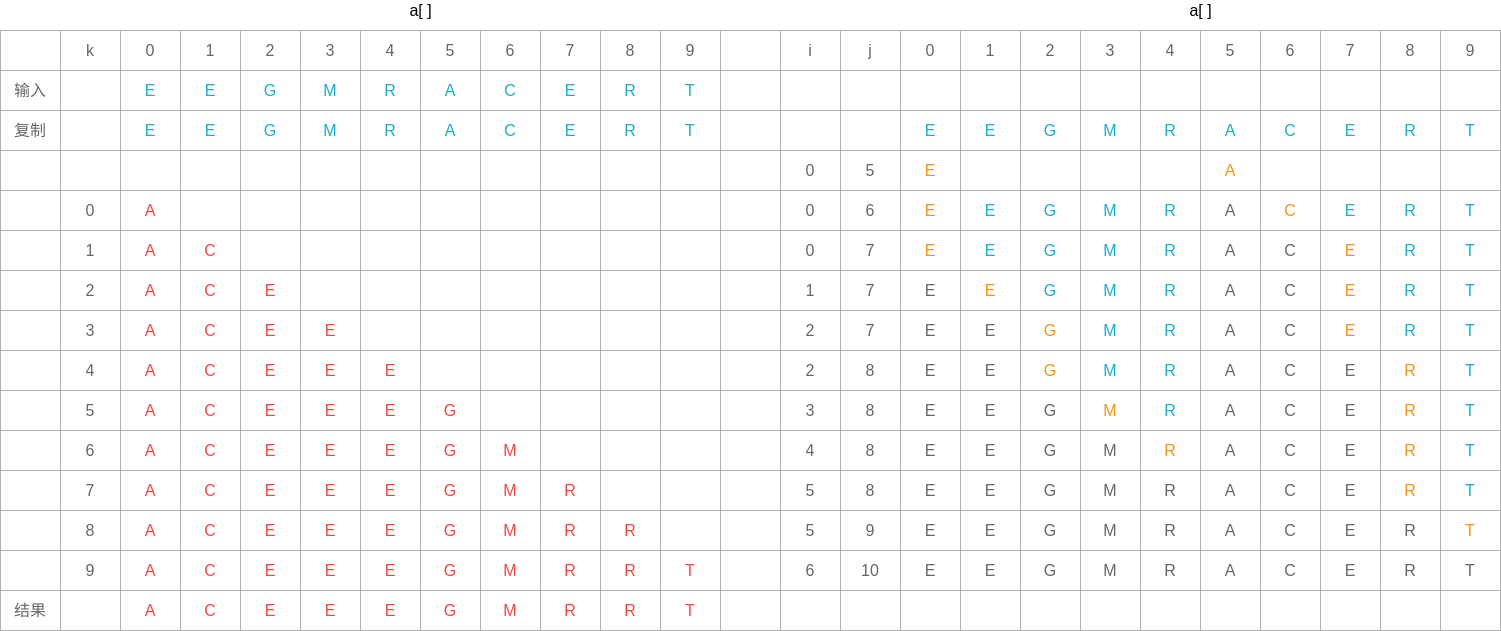 a[ ] a[ ]
k 0 1 2 3 4 5 6 7 8 9 i j 0 1 2 3 4 5 6 7 8 9
输入 E E G M R A C E R T
复制 E E G M R A C E R T E E G M R A C E R T
0 5 E A
0 A 0 6 E E G M R A C E R T
1 A C 0 7 E E G M R A C E R T
2 A C E 1 7 E E G M R A C E R T
3 A C E E 2 7 E E G M R A C E R T
4 A C E E E 2 8 E E G M R A C E R T
5 A C E E E G 3 8 E E G M R A C E R T
6 A C E E E G M 4 8 E E G M R A C E R T
7 A C E E E G M R 5 8 E E G M R A C E R T
8 A C E E E G M R R 5 9 E E G M R A C E R T
9 A C E E E G M R R T 6 10 E E G M R A C E R T
结果 A C E E E G M R R T